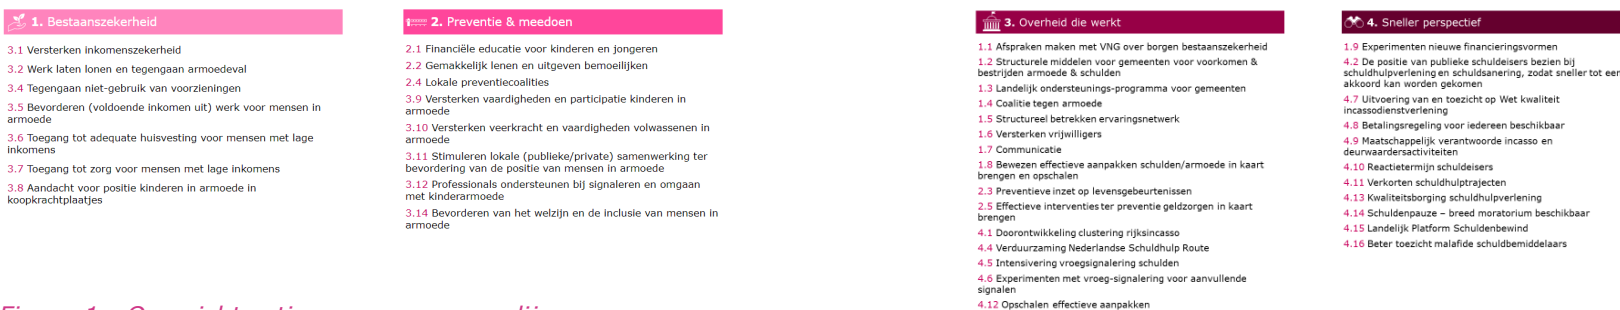 1. Bestaanszekerheid
3.1 Versterken inkomenszekerheid
3.2 Werk laten lonen en tegengaan armoedeval
3.4 Tegengaan niet-gebruik van voorzieningen
3.5 Bevorderen (voldoende inkomen uit) werk voor mensen in
armoede
3.6 Toegang tot adequate huisvesting voor mensen met lage
inkomens
3.7 Toegang tot zorg voor mensen met lage inkomens
3.8 Aandacht voor positie kinderen in armoede in
koopkrachtplaatjes
2. Preventie & meedoen
2.1 Financiële educatie voor kinderen en jongeren
2.2 Gemakkelijk lenen en uitgeven bemoeilijken
2.4 Lokale preventiecoalities
3.9 Versterken vaardigheden en participatie kinderen in
armoede
3.10 Versterken veerkracht en vaardigheden volwassenen in
armoede
3.11 Stimuleren lokale (publieke/private) samenwerking ter
bevordering van de positie van mensen in armoede
3.12 Professionals ondersteunen bij signaleren en omgaan
met kinderarmoede
3.14 Bevorderen van het welzijn en de inclusie van mensen in
armoede
3. Overheid die werkt
1.1 Afspraken maken met VNG over borgen bestaanszekerheid
1.2 Structurele middelen voor gemeenten voor voorkomen &
bestrijden armoede & schulden
1.3 Landelijk ondersteunings-programma voor gemeenten
1.4 Coalitie tegen armoede
1.5 Structureel betrekken ervaringsnetwerk
1.6 Versterken vrijwilligers
1.7 Communicatie
1.8 Bewezen effectieve aanpakken schulden/armoede in kaart
brengen en opschalen
2.3 Preventieve inzet op levensgebeurtenissen
2.5 Effectieve interventies ter preventie geldzorgen in kaart
brengen
4.1 Doorontwikkeling clustering rijksincasso
4.4 Verduurzaming Nederlandse Schuldhulp Route
4.5 Intensivering vroegsignalering schulden
4.6 Experimenten met vroeg-signalering voor aanvullende
signalen
4.12 Opschalen effectieve aanpakken
4. Sneller perspectief
1.9 Experimenten nieuwe financieringsvormen
4.2 De positie van publieke schuldeisers bezien bij
schuldhulpverlening en schuldsanering, zodat sneller tot een
akkoord kan worden gekomen
4.7 Uitvoering van en toezicht op Wet kwaliteit
incassodienstverlening
4.8 Betalingsregeling voor iedereen beschikbaar
4.9 Maatschappelijk verantwoorde incasso en
deurwaardersactiviteiten
4.10 Reactietermijn schuldeisers
4.11 Verkorten schuldhulptrajecten
4.13 Kwaliteitsborging schuldhulpverlening
4.14 Schuldenpauze – breed moratorium beschikbaar
4.15 Landelijk Platform Schuldenbewind
4.16 Beter toezicht malafide schuldbemiddelaars